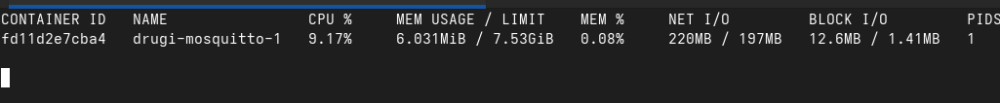 CONTAINER ID NAME CPU % MEM USAGE / LIMIT MEM % NET I/O BLOCK I/O PIDS
fd11d2e7cba4 drugi-mosquitto-1 9.17% 6.031MiB / 7.53GiB 0.08% 220MB / 197MB 12.6MB / 1.41MB 1